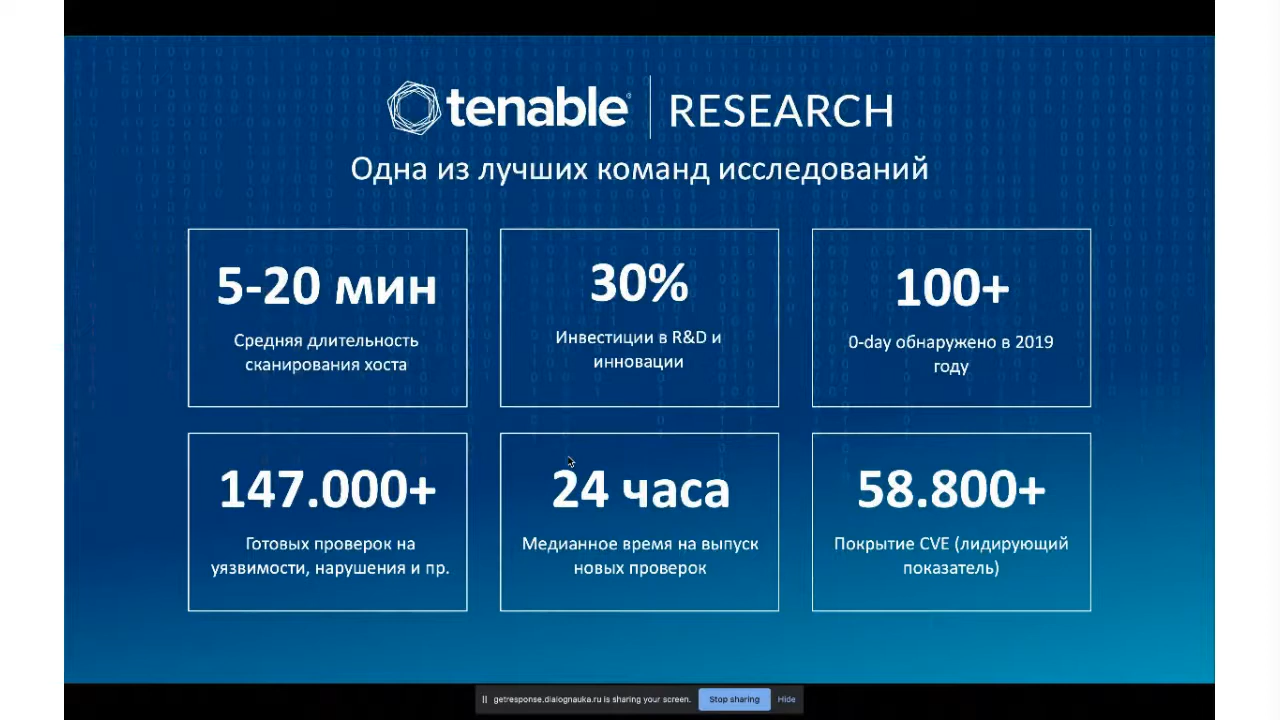 tenable® RESEARCH
Одна из лучших команд исследований
5-20 мин
Средняя длительность
сканирования хоста
30%
Инвестиции в R&D и
инновации
100+
0-day обнаружено в 2019
году
147.000+
Готовых проверок на
уязвимости, нарушения и пр.
24 часа
Медианное время на выпуск
новых проверок
58.800+
Покрытие CVE (лидирующий
показатель)
getresponse.dialognauka.ru is sharing your screen. Stop sharing Hide